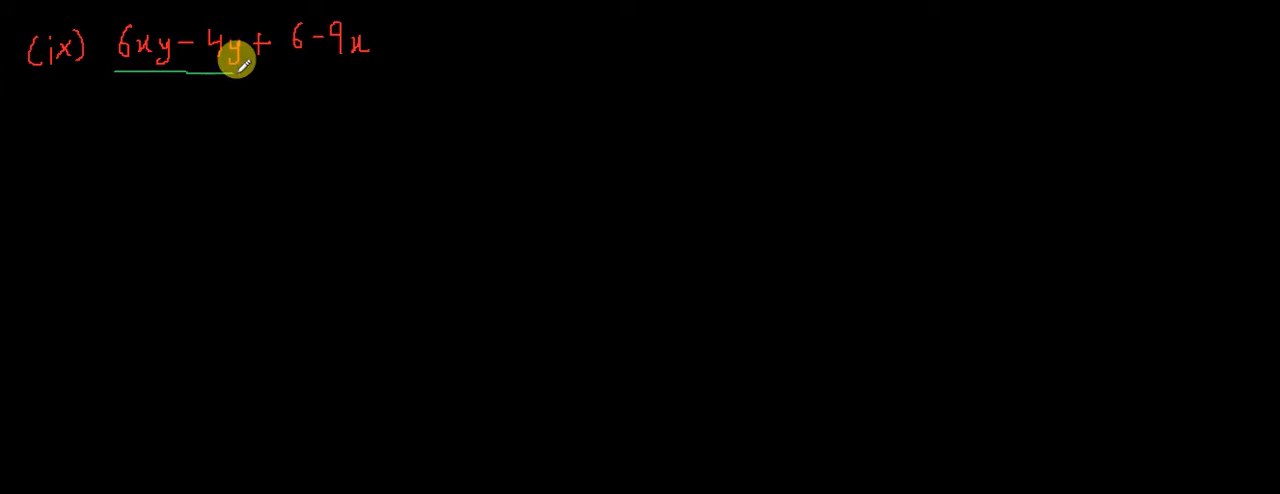 (ix) 6xy - 4y + 6 - 9x